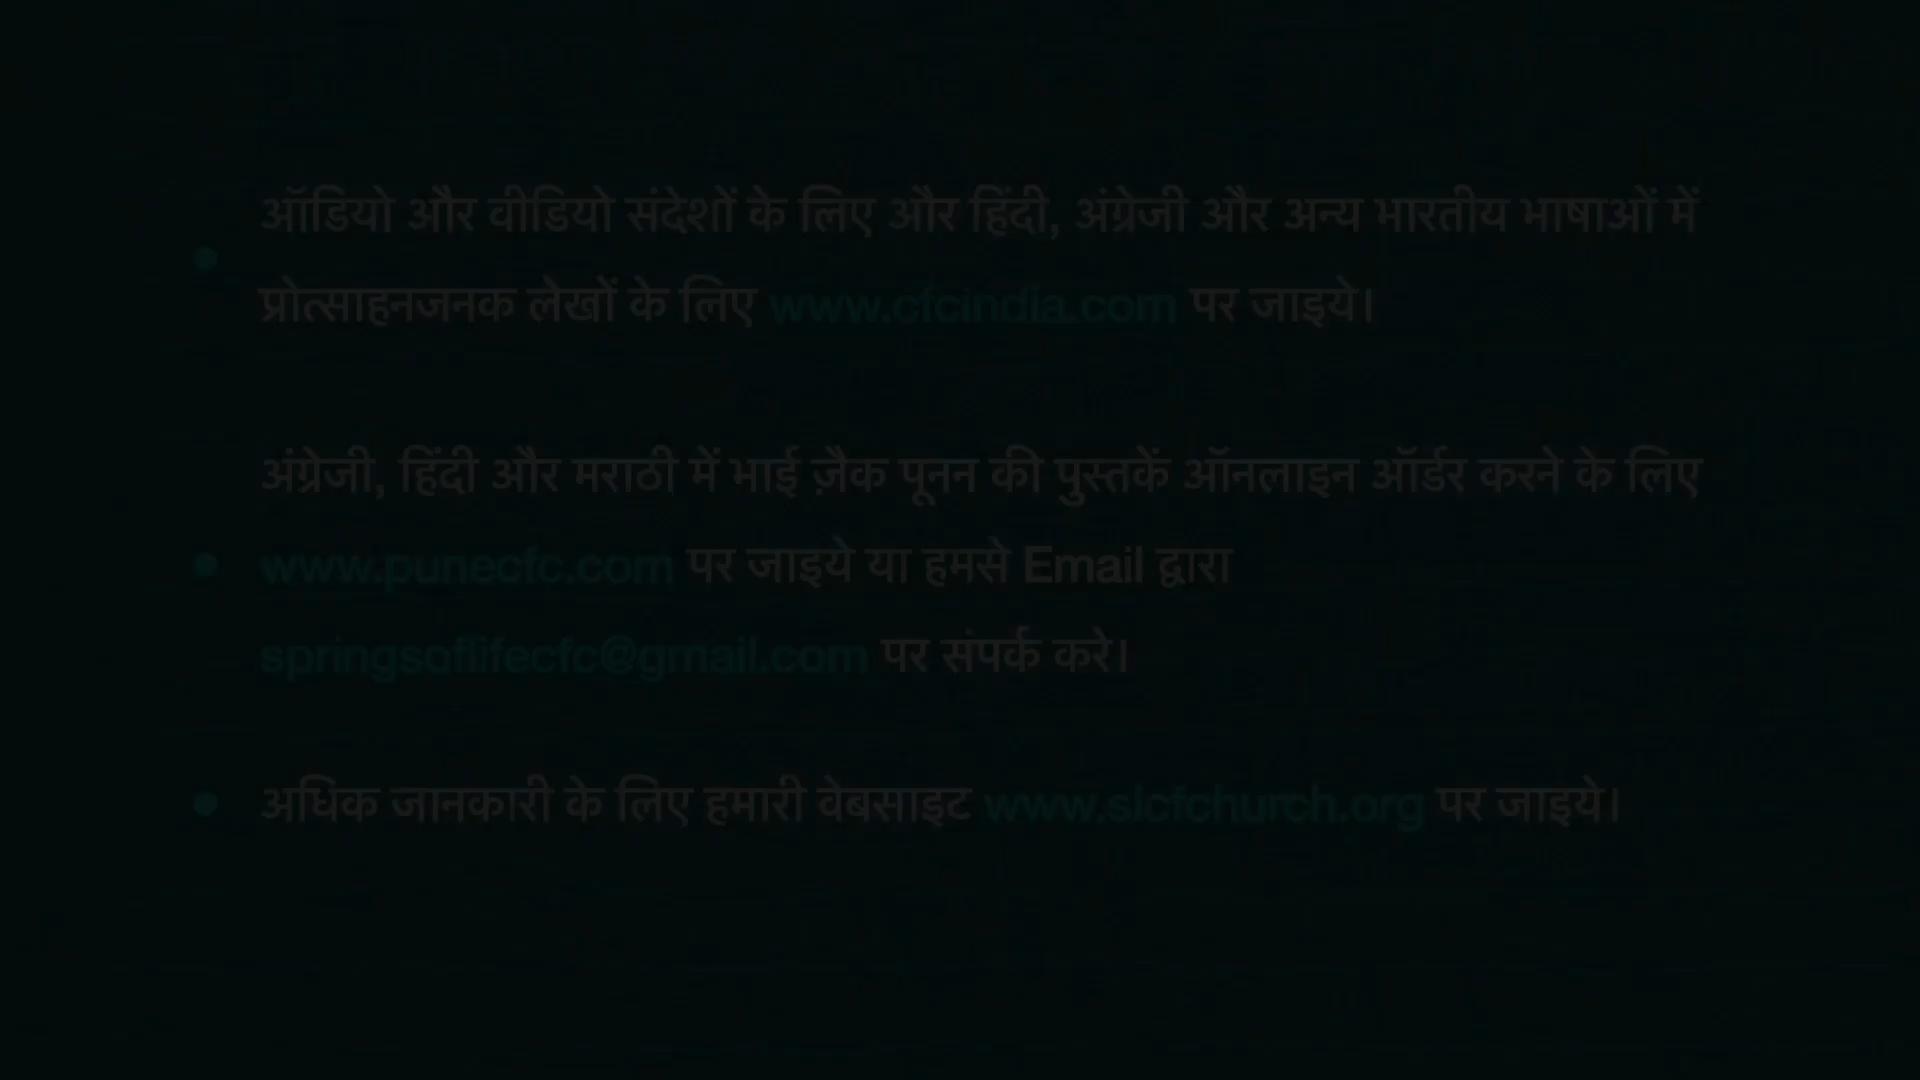 ऑडियो और वीडियो संदेशों के लिए और हिंदी, अंग्रेजी और अन्य भारतीय भाषाओं में
प्रोत्साहनजनक लेखों के लिए www.cfcindia.com पर जाइये।
अंग्रेजी, हिंदी और मराठी में भाई ज़ैक पूनन की पुस्तकें ऑनलाइन ऑर्डर करने के लिए
www.punecfc.com पर जाइये या हमसे Email द्वारा
springsoflifecfc@gmail.com पर संपर्क करे।
अधिक जानकारी के लिए हमारी वेबसाइट www.slcfchurch.org पर जाइये।